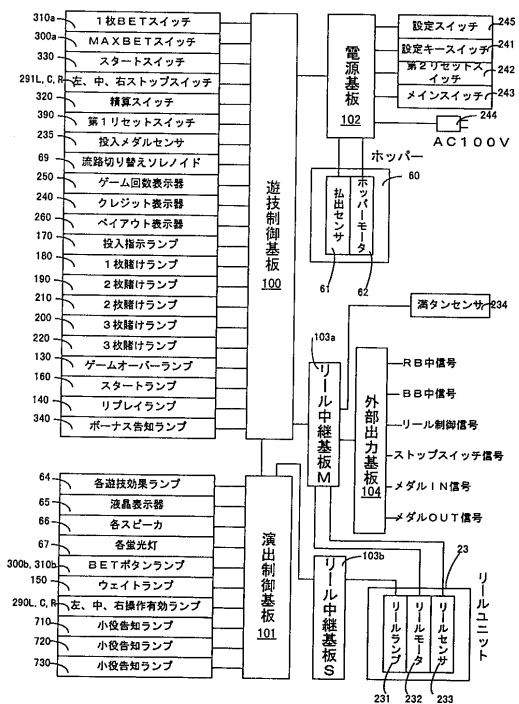 310a
1枚BETスイッチ
300a
MAXBETスイッチ
330
スタートスイッチ
291L, C, R
左、中、右ストップスイッチ
320
精算スイッチ
390
第1リセットスイッチ
235
投入メダルセンサ
69
流路切り替えソレノイド
250
ゲーム回数表示器
240
クレジット表示器
260
ペイアウト表示器
170
投入指示ランプ
180
1枚賭けランプ
190
2枚賭けランプ
210
2枚賭けランプ
200
3枚賭けランプ
220
3枚賭けランプ
130
ゲームオーバーランプ
160
スタートランプ
140
リプレイランプ
340
ボーナス告知ランプ
遊技制御基板
100
電源基板
102
設定スイッチ
245
設定キースイッチ
241
第2リセットス
イッチ
242
メインスイッチ
243
244
AC100V
ホッパー
60
払出センサ
ホッパーモータ
61
62
満タンセンサ
234
103a
リール中継基板M
外部出力基板
104
RB中信号
BB中信号
リール制御信号
ストップスイッチ信号
メダルIN信号
メダルOUT信号
64
各遊技効果ランプ
65
液晶表示器
66
各スピーカ
67
各蛍光灯
300b, 310b
BETボタンランプ
150
ウェイトランプ
290L, C, R
左、中、右操作有効ランプ
710
小役告知ランプ
720
小役告知ランプ
730
小役告知ランプ
演出制御基板
101
103b
リール中継基板S
23
リールユニット
リールランプ
リールモータ
リールセンサ
231
232
233